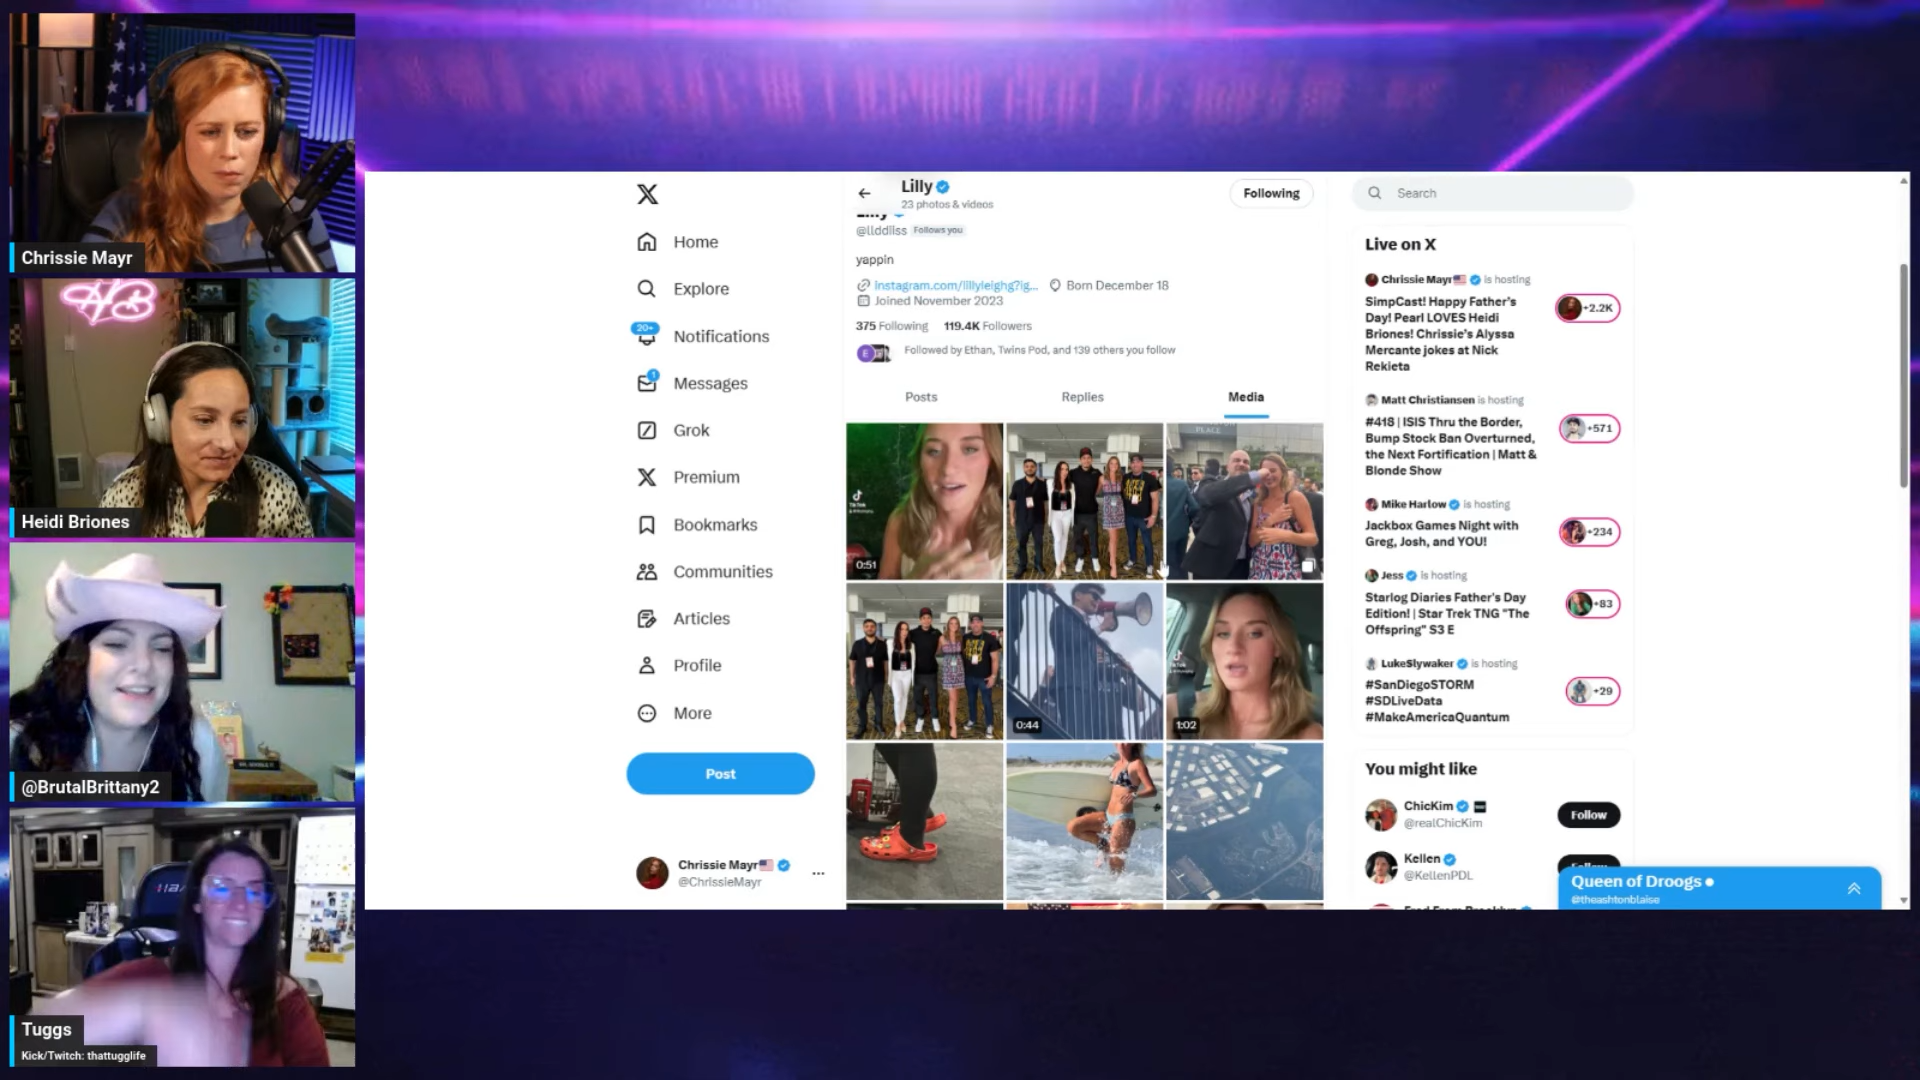 Chrissie Mayr
HB
Heidi Briones
@BrutalBrittany2
Tuggs
Kick/Twitch: thattugglife
X
Home
Explore
20+
Notifications
1
Messages
Grok
Premium
Bookmarks
Communities
Articles
Profile
More
Post
Chrissie Mayr
@ChrissieMayr
Lilly
23 photos & videos
Following
@llddiiss Follows you
yappin
instagram.com/lillyleighg?ig...
Born December 18
Joined November 2023
375 Following 119.4K Followers
Followed by Ethan, Twins Pod, and 139 others you follow
Posts
Replies
Media
PLACE
TikTok
0:51
0:44
1:02
Search
Live on X
Chrissie Mayr is hosting
SimpCast! Happy Father's
Day! Pearl LOVES Heidi
Briones! Chrissie's Alyssa
Mercante jokes at Nick
Rekieta
+2.2K
Matt Christiansen is hosting
#418 | ISIS Thru the Border,
Bump Stock Ban Overturned,
the Next Fortification | Matt &
Blonde Show
+571
Mike Harlow is hosting
Jackbox Games Night with
Greg, Josh, and YOU!
+234
Jess is hosting
Starlog Diaries Father's Day
Edition! | Star Trek TNG "The
Offspring" S3 E
+83
LukeSlywaker is hosting
#SanDiegoSTORM
#SDLiveData
#MakeAmericaQuantum
+29
You might like
ChicKim
@realChicKim
Follow
Kellen
@KellenPDL
Follow
Queen of Droogs
@theashtonblaise